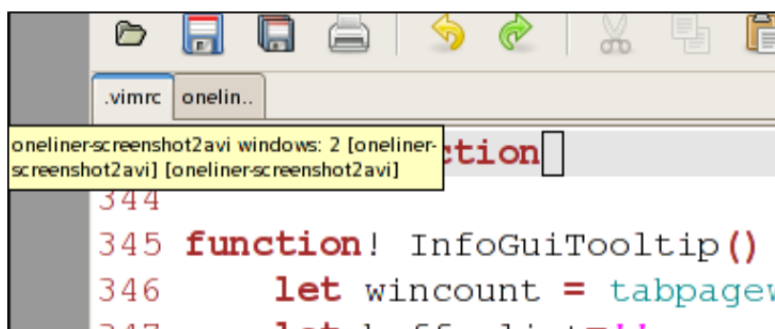 .vimrc onelin..
oneliner-screenshot2avi windows: 2 [oneliner-
screenshot2avi] [oneliner-screenshot2avi]
ction
344
345 function! InfoGuiTooltip()
346 let wincount = tabpagew